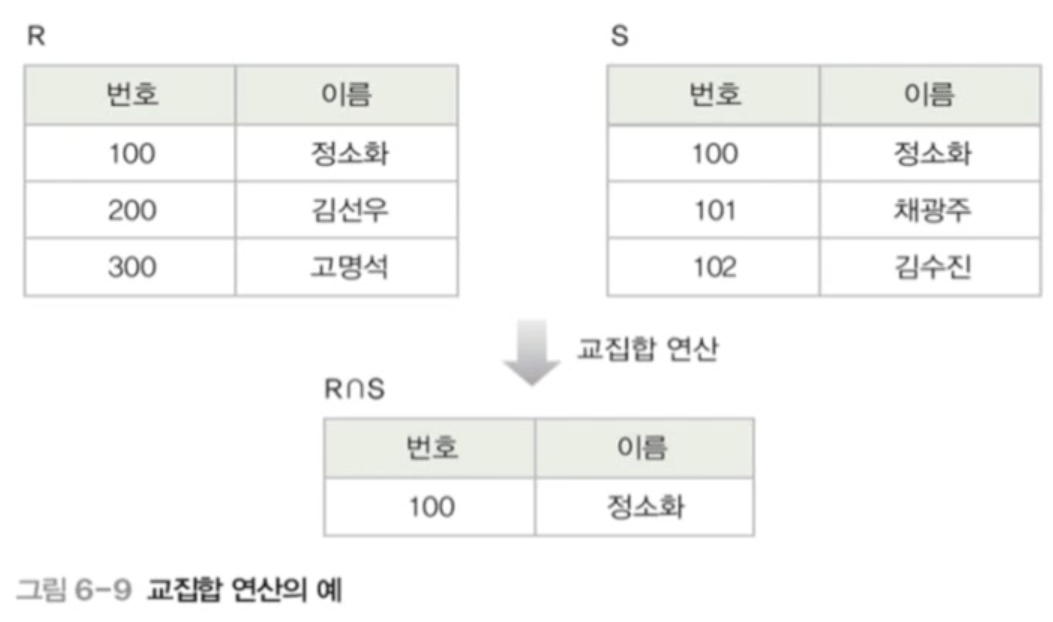 R
번호 이름
100 정소화
200 김선우
300 고명석
S
번호 이름
100 정소화
101 채광주
102 김수진
교집합 연산
R∩S
번호 이름
100 정소화
그림 6-9 교집합 연산의 예